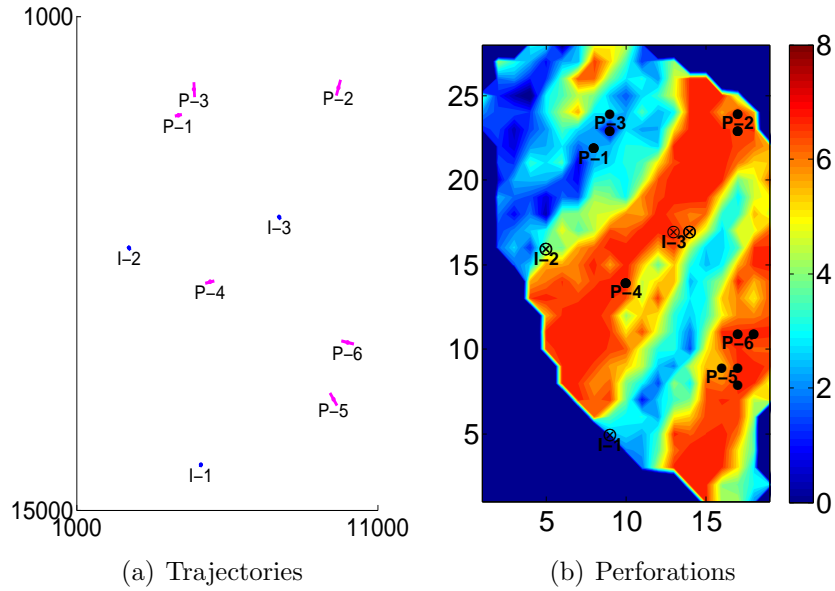 1000
P-3
P-1
P-2
I-3
I-2
P-4
P-6
P-5
I-1
15000
1000
11000
(a) Trajectories
25
20
15
10
5
P-3
P-1
P-2
I-3
I-2
P-4
P-6
P-5
I-1
5
10
15
8
6
4
2
0
(b) Perforations